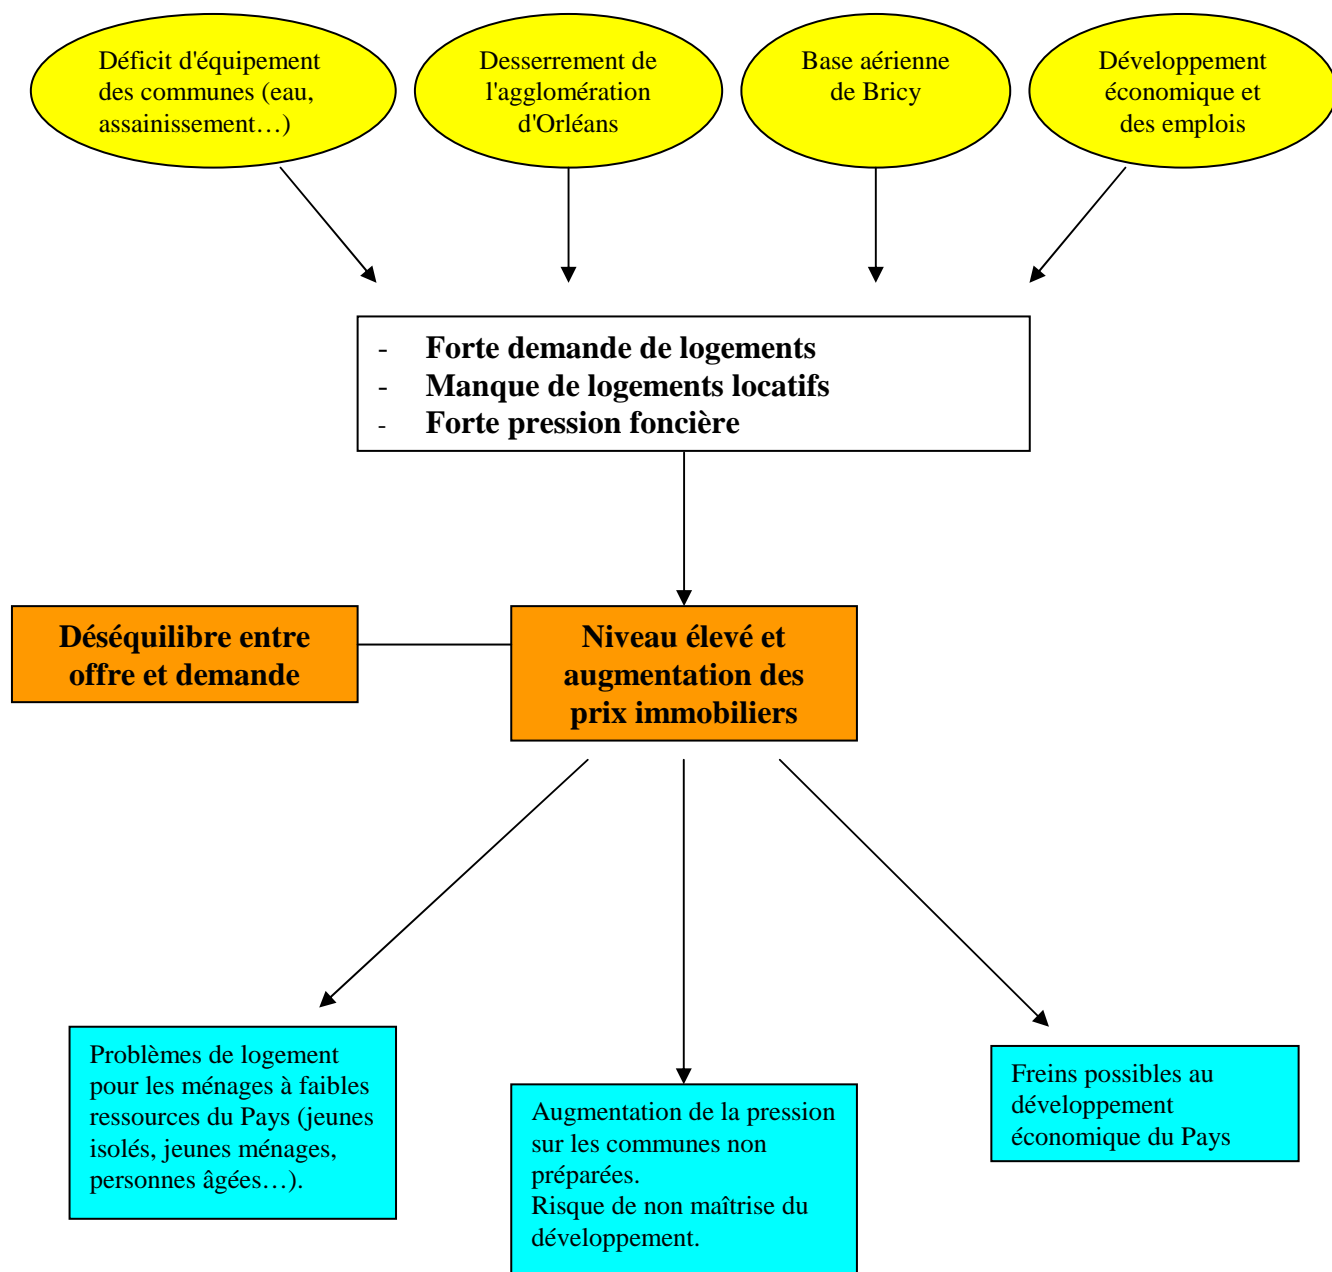 Déficit d'équipement
des communes (eau,
assainissement…)
Desserrement de
l'agglomération
d'Orléans
Base aérienne
de Bricy
Développement
économique et
des emplois
- Forte demande de logements
- Manque de logements locatifs
- Forte pression foncière
Déséquilibre entre
offre et demande
Niveau élevé et
augmentation des
prix immobiliers
Problèmes de logement
pour les ménages à faibles
ressources du Pays (jeunes
isolés, jeunes ménages,
personnes âgées…).
Augmentation de la pression
sur les communes non
préparées.
Risque de non maîtrise du
développement.
Freins possibles au
développement
économique du Pays